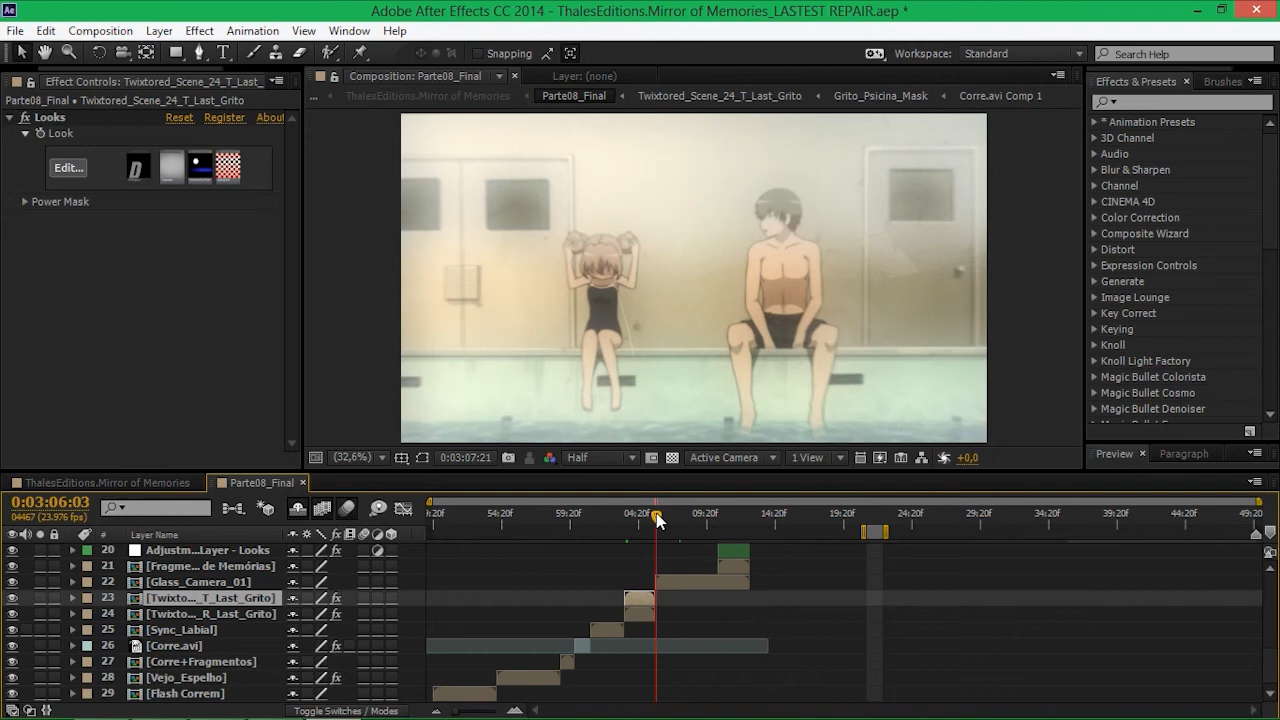 Adobe After Effects CC 2014 - ThalesEditions.Mirror of Memories_LASTEST REPAIR.aep *
File Edit Composition Layer Effect Animation View Window Help
Snapping
Workspace: Standard
Search Help
Effect Controls: Twixtored_Scene_24_T_Last_
Composition: Parte08_Final
Layer: (none)
Effects & Presets
Brushes
Parte08_Final • Twixtored_Scene_24_T_Last_Grito
... ThalesEditions.Mirror of Memories Parte08_Final Twixtored_Scene_24_T_Last_Grito Grito_Psicina_Mask Corre.avi Comp 1
fx Looks Reset Register About
Look
Edit...
Power Mask
* Animation Presets
3D Channel
Audio
Blur & Sharpen
Channel
CINEMA 4D
Color Correction
Composite Wizard
Distort
Expression Controls
Generate
Image Lounge
Key Correct
Keying
Knoll
Knoll Light Factory
Magic Bullet Colorista
Magic Bullet Cosmo
Magic Bullet Denoiser
(32,6%) 0:03:07:21 Half Active Camera 1 View +0,0
Preview Paragraph
ThalesEditions.Mirror of Memories Parte08_Final
0:03:06:03
04467 (23.976 fps)
:20f 54:20f 59:20f 04:20f 09:20f 14:20f 19:20f 24:20f 29:20f 34:20f 39:20f 44:20f 49:20
# Layer Name
20 Adjustm...Layer - Looks fx
21 [Fragme... de Memórias]
22 [Glass_Camera_01]
23 [Twixto..._T_Last_Grito] fx
24 [Twixto..._R_Last_Grito] fx
25 [Sync_Labial]
26 [Corre.avi] fx
27 [Corre+Fragmentos]
28 [Vejo_Espelho] fx
29 [Flash Correm]
Toggle Switches / Modes